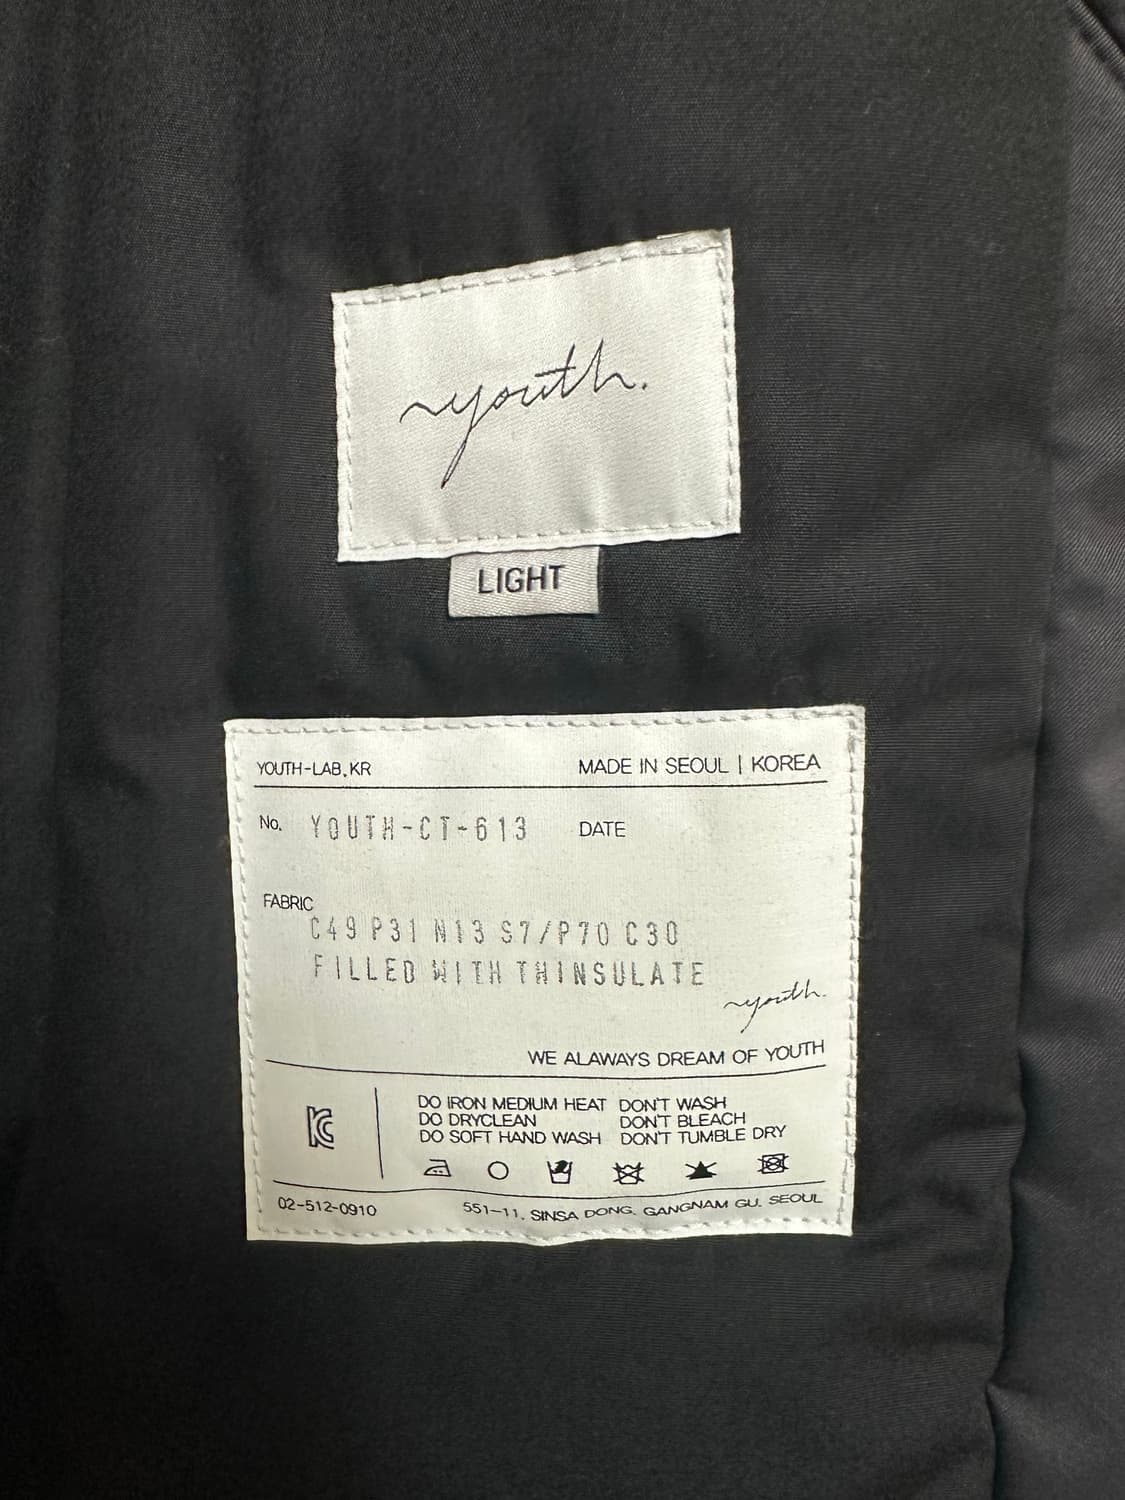 youth.
LIGHT
YOUTH-LAB.KR MADE IN SEOUL | KOREA
No. YOUTH-CT-613 DATE
FABRIC
C49 P31 N13 S7/P70 C30
FILLED WITH THINSULATE
youth.
WE ALAWAYS DREAM OF YOUTH
DO IRON MEDIUM HEAT DON'T WASH
DO DRYCLEAN DON'T BLEACH
DO SOFT HAND WASH DON'T TUMBLE DRY
02-512-0910 551-11, SINSA DONG, GANGNAM GU, SEOUL